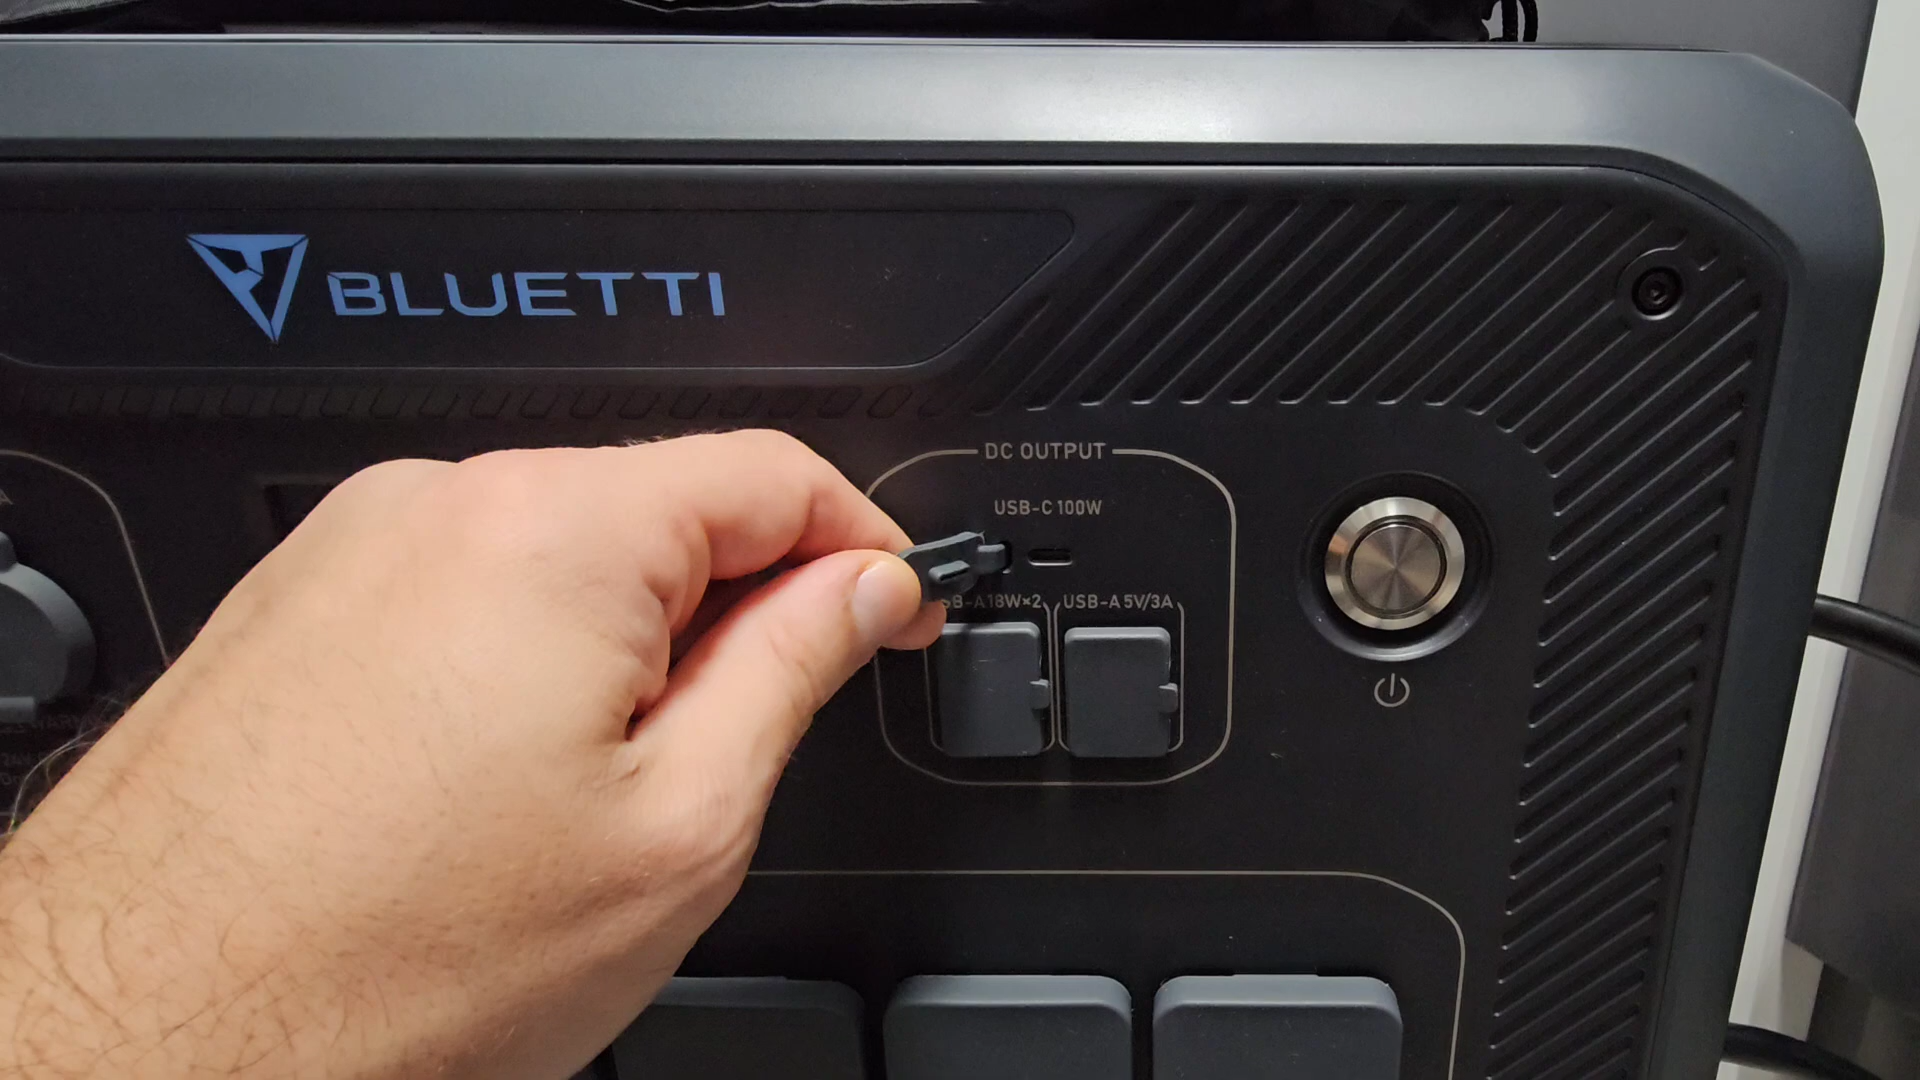 BLUETTI
DC OUTPUT
USB-C 100W
SB-A 18W×2
USB-A 5V/3A